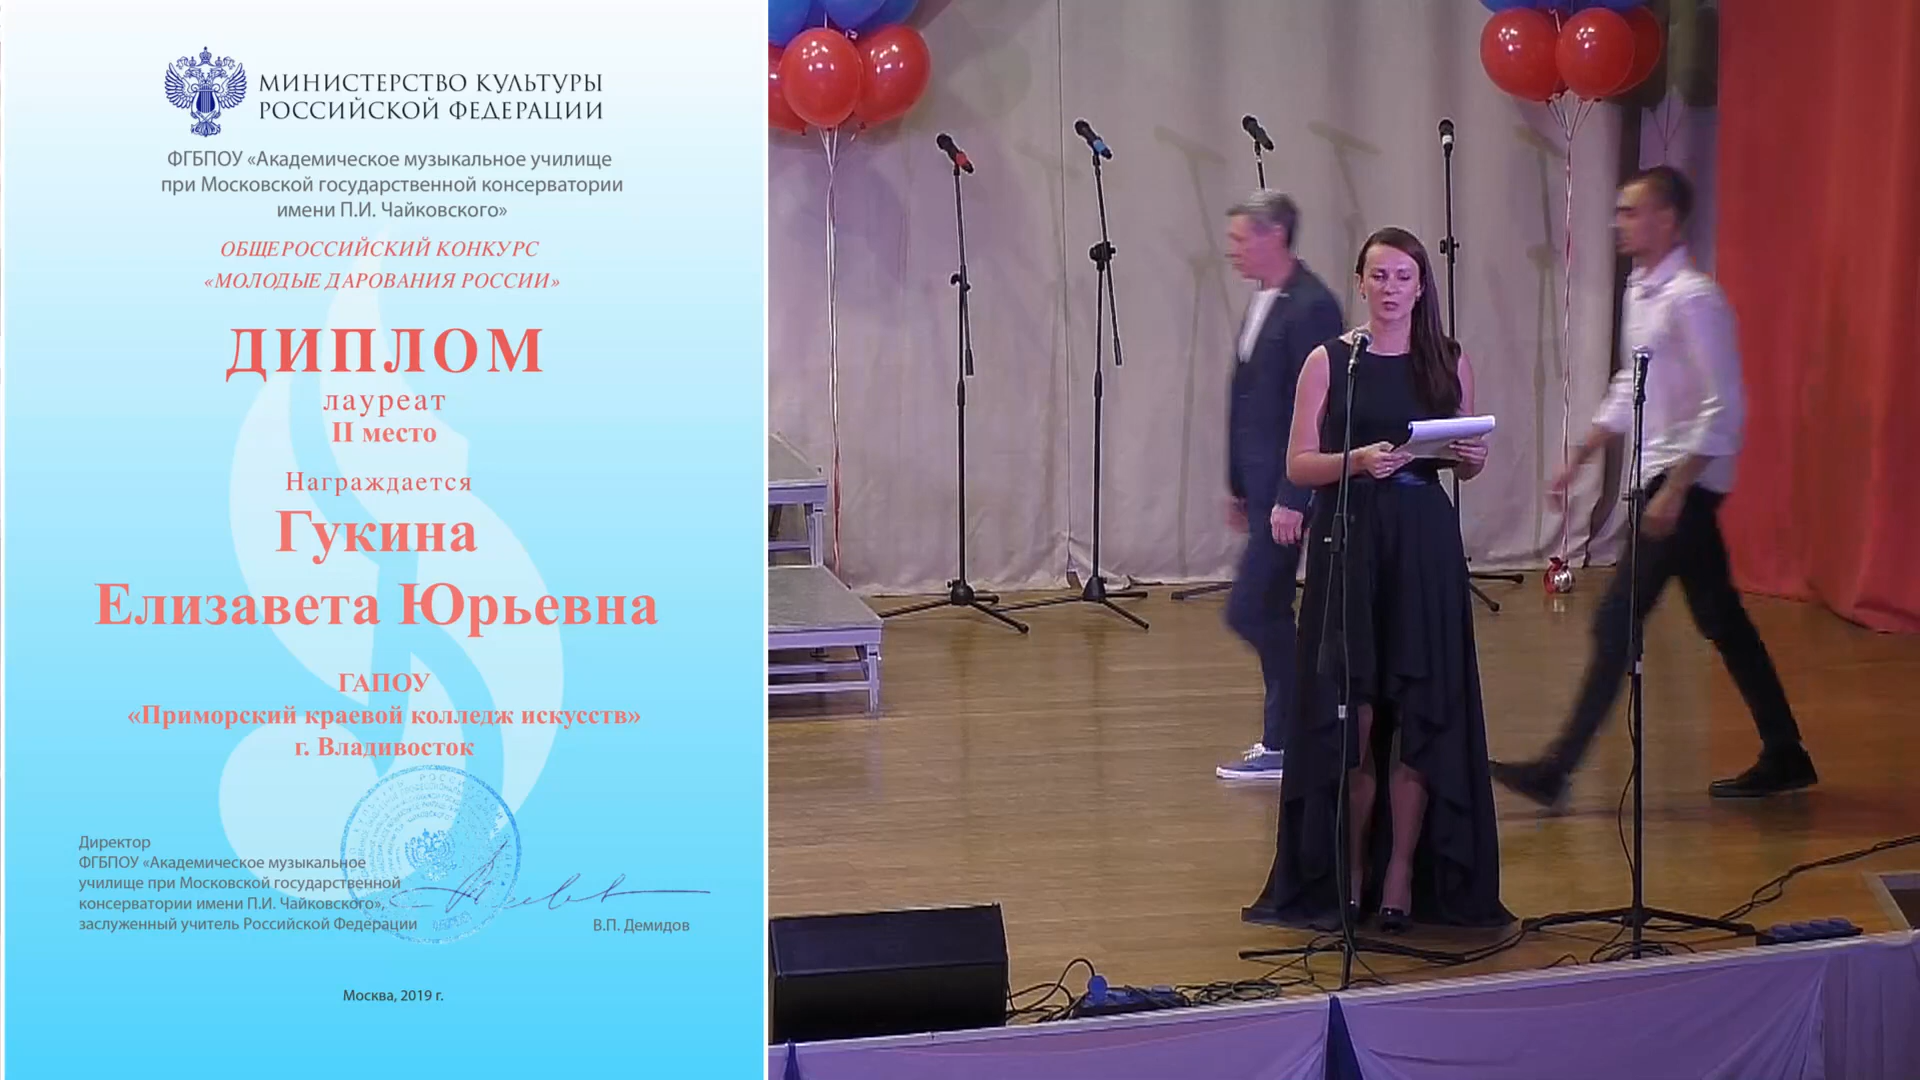 МИНИСТЕРСТВО КУЛЬТУРЫ
РОССИЙСКОЙ ФЕДЕРАЦИИ
ФГБПОУ «Академическое музыкальное училище
при Московской государственной консерватории
имени П.И. Чайковского»
ОБЩЕРОССИЙСКИЙ КОНКУРС
«МОЛОДЫЕ ДАРОВАНИЯ РОССИИ»
ДИПЛОМ
лауреат
II место
Награждается
Гукина
Елизавета Юрьевна
ГАПОУ
«Приморский краевой колледж искусств»
г. Владивосток
Директор
ФГБПОУ «Академическое музыкальное
училище при Московской государственной
консерватории имени П.И. Чайковского»,
заслуженный учитель Российской Федерации
В.П. Демидов
Москва, 2019 г.